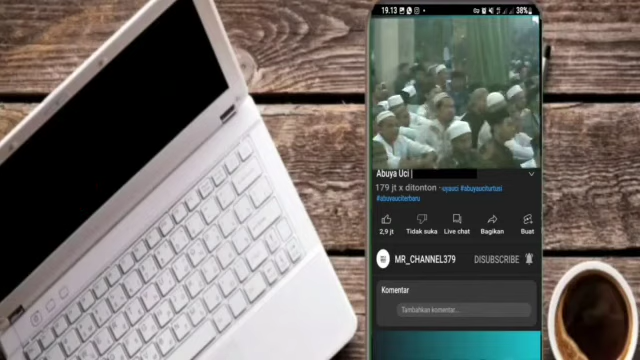 19.13
38%
Abuya Uci |
179 jt x ditonton
#abuyauciturtusi
2,9 jt
Tidak suka
Live chat
Bagikan
Buat
MR_CHANNEL379
DISUBSCRIBE
Komentar
Tambahkan komentar...